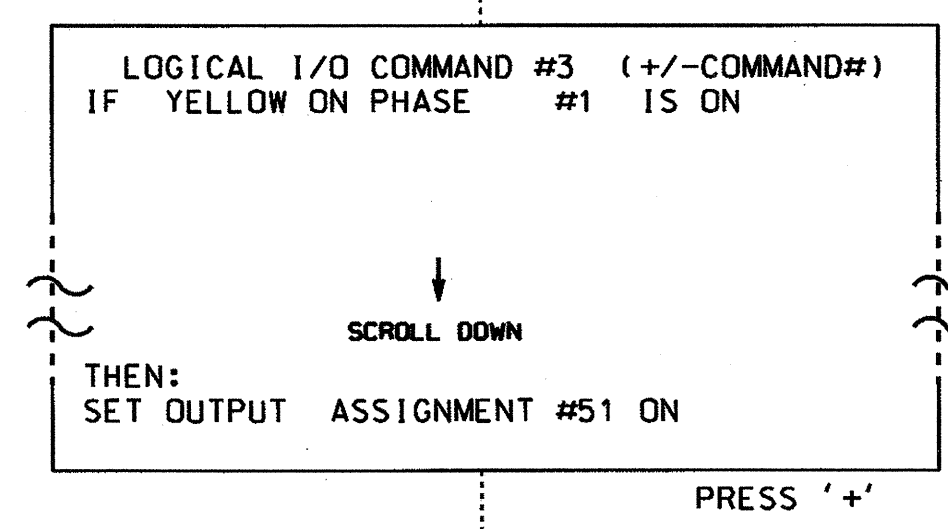 LOGICAL I/O COMMAND #3 (+/-COMMAND#)
IF YELLOW ON PHASE #1 IS ON
SCROLL DOWN
THEN:
SET OUTPUT ASSIGNMENT #51 ON
PRESS '+'